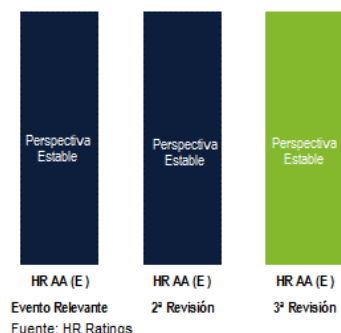 Perspectiva
Estable
Perspectiva
Estable
Perspectiva
Estable
HR AA (E )
HR AA (E )
HR AA (E )
Evento Relevante
2ª Revisión
3ª Revisión
Fuente: HR Ratings